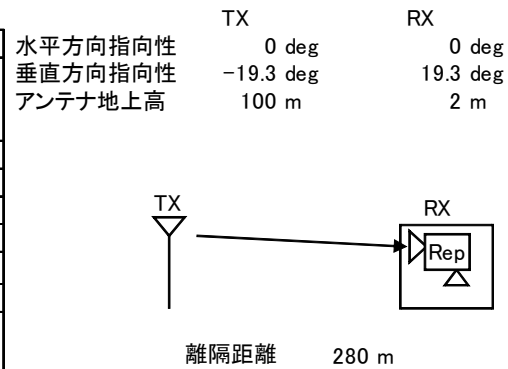 TX RX
水平方向指向性 0 deg 0 deg
垂直方向指向性 -19.3 deg 19.3 deg
アンテナ地上高 100 m 2 m
TX RX
Rep
離隔距離 280 m